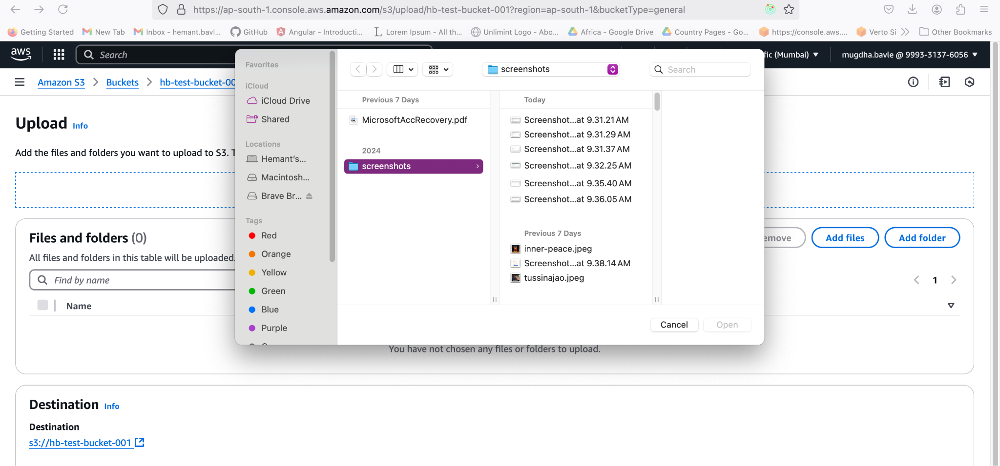 https://ap-south-1.console.aws.amazon.com/s3/upload/hb-test-bucket-001?region=ap-south-1&bucketType=general
Getting Started
New Tab
Inbox - hemant.bavl...
GitHub
Angular - Introducti...
Lorem Ipsum - All th...
Unlimint Logo - Abo...
Africa - Google Drive
Country Pages - Go...
https://console.aws....
Verto Si
Other Bookmarks
aws
Search
fic (Mumbai)
mugdha.bavle @ 9993-3137-6056
Amazon S3
Buckets
hb-test-bucket-00
Upload Info
Add the files and folders you want to upload to S3. T
Files and folders (0)
All files and folders in this table will be uploaded.
Find by name
Name
emove
Add files
Add folder
1
You have not chosen any files or folders to upload.
Destination Info
Destination
s3://hb-test-bucket-001
Favorites
iCloud
iCloud Drive
Shared
Locations
Hemant's...
Macintosh...
Brave Br...
Tags
Red
Orange
Yellow
Green
Blue
Purple
screenshots
Search
Previous 7 Days
MicrosoftAccRecovery.pdf
2024
screenshots
Today
Screenshot...at 9.31.21 AM
Screenshot...at 9.31.29 AM
Screenshot...at 9.31.37 AM
Screenshot...at 9.32.25 AM
Screenshot...at 9.35.40 AM
Screenshot...at 9.36.05 AM
Previous 7 Days
inner-peace.jpeg
Screenshot...at 9.38.14 AM
tussinajao.jpeg
Cancel
Open